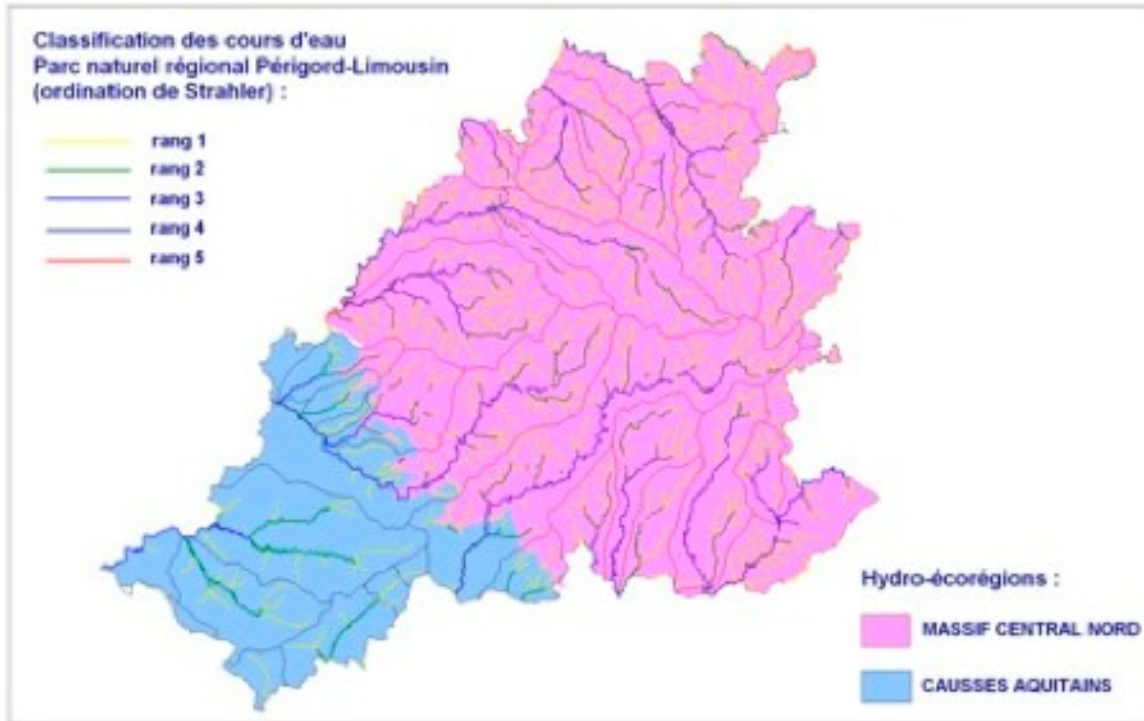 Classification des cours d'eau
Parc naturel régional Périgord-Limousin
(ordination de Strahler) :
rang 1
rang 2
rang 3
rang 4
rang 5
Hydro-écorégions :
MASSIF CENTRAL NORD
CAUSSES AQUITAINS